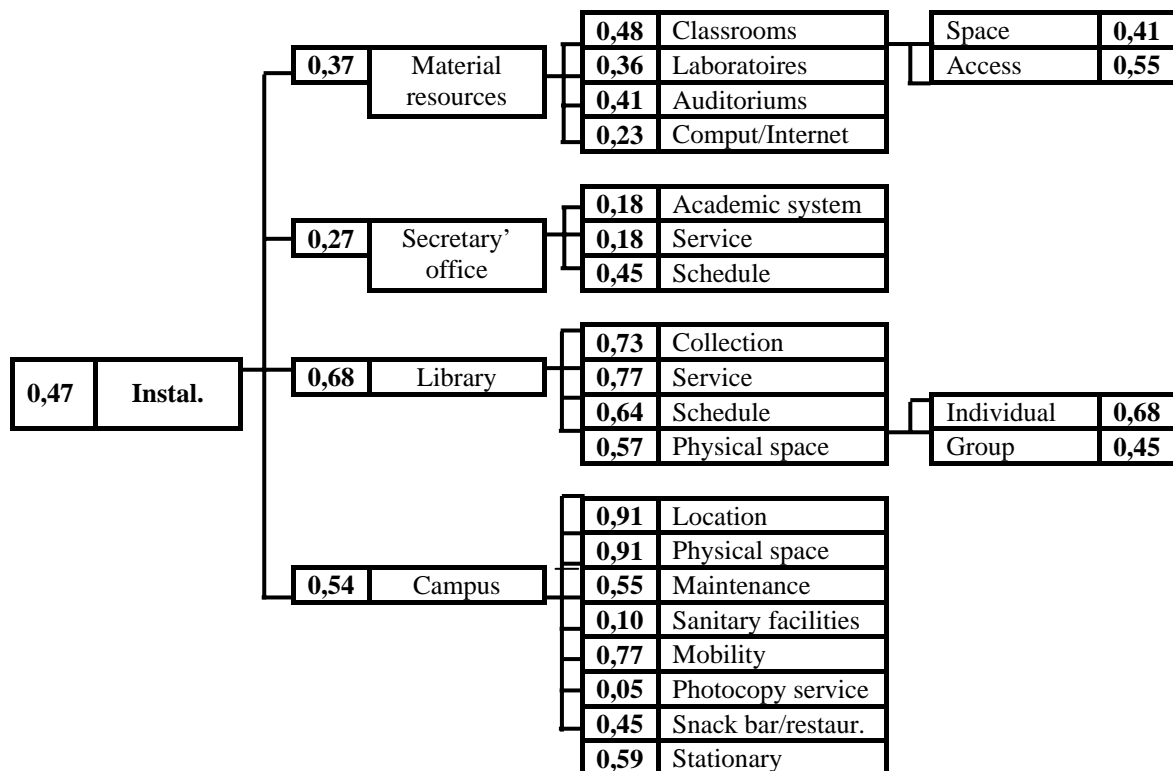 0,48 Classrooms Space 0,41
0,37 Material resources 0,36 Laboratoires Access 0,55
0,41 Auditoriums
0,23 Comput/Internet
0,18 Academic system
0,27 Secretary' office 0,18 Service
0,45 Schedule
0,73 Collection
0,47 Instal. 0,68 Library 0,77 Service
0,64 Schedule Individual 0,68
0,57 Physical space Group 0,45
0,91 Location
0,91 Physical space
0,54 Campus 0,55 Maintenance
0,10 Sanitary facilities
0,77 Mobility
0,05 Photocopy service
0,45 Snack bar/restaur.
0,59 Stationary